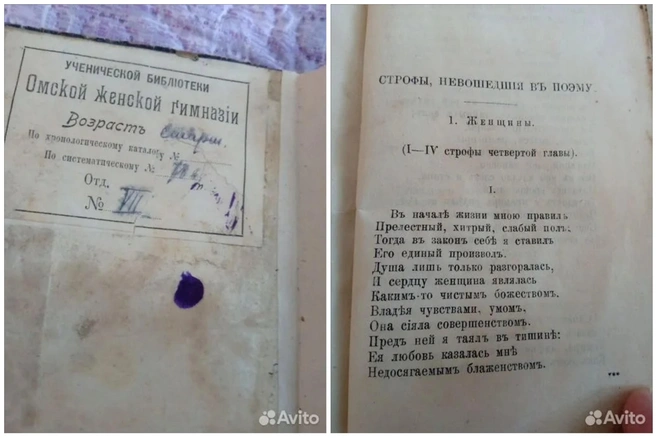 УЧЕНИЧЕСКОЙ БИБЛІОТЕКИ
Омской Женской Гимназіи
Возрастъ Старш.
По хронологическому каталогу №
По систематическому №
Отд.
№ VII
СТРОФЫ, НЕВОШЕДШІЯ ВЪ ПОЭМУ.
1. Женщины.
(I—IV строфы четвертой главы).
I.
Въ началѣ жизни мною правилъ
Прелестный, хитрый, слабый полъ;
Тогда въ законъ себѣ я ставилъ
Его единый произволъ.
Душа лишь только разгоралась,
И сердцу женщина являлась
Какимъ-то чистымъ божествомъ.
Владѣя чувствами, умомъ,
Она сіяла совершенствомъ.
Предъ ней я таялъ въ тишинѣ:
Ея любовь казалась мнѣ
Недосягаемымъ блаженствомъ.
***
Avito
Avito